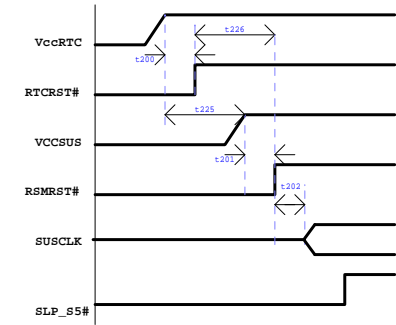 t226
VccRTC
t200
RTCRST#
t225
VCCSUS
t201
RSMRST#
t202
SUSCLK
SLP_S5#